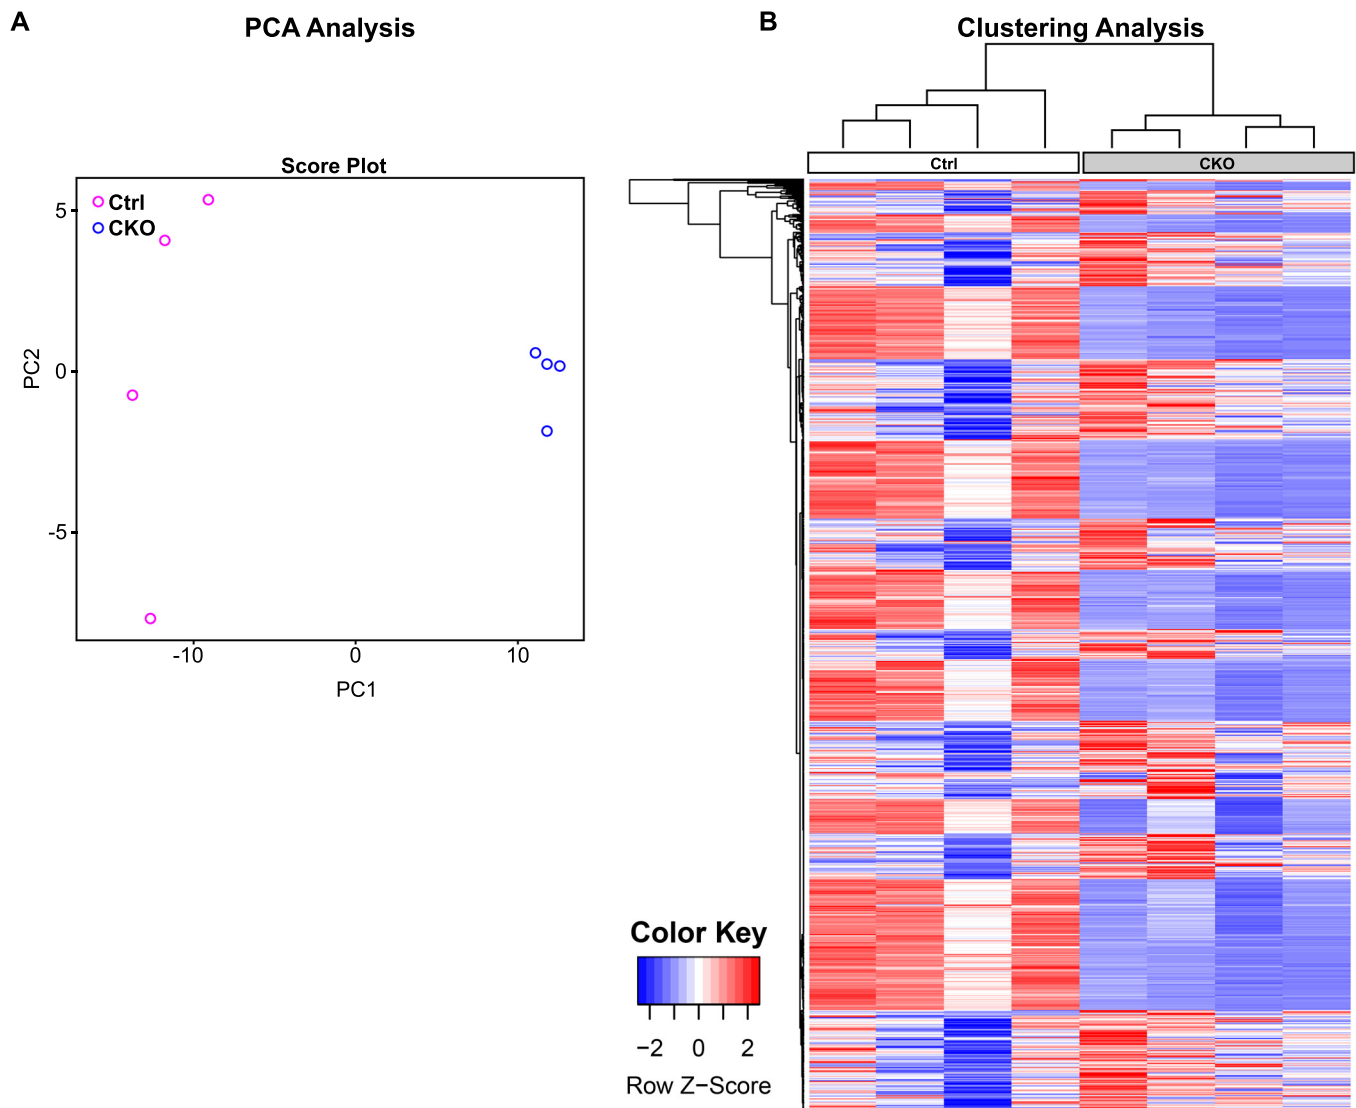 A
PCA Analysis
Score Plot
Ctrl
CKO
5
0
-5
PC2
-10
0
10
PC1
B
Clustering Analysis
Ctrl
CKO
Color Key
−2
0
2
Row Z−Score